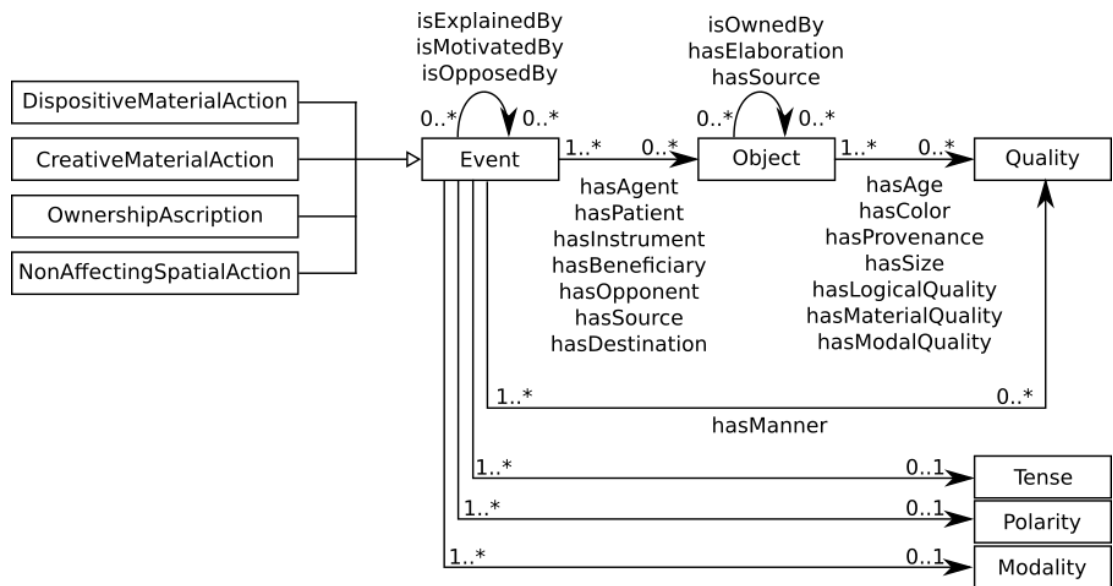 isExplainedBy
isMotivatedBy
isOpposedBy
isOwnedBy
hasElaboration
hasSource
DispositiveMaterialAction
CreativeMaterialAction
OwnershipAscription
NonAffectingSpatialAction
0..* 0..*
0..* 0..*
Event
1..* 0..*
Object
1..* 0..*
Quality
hasAgent
hasPatient
hasInstrument
hasBeneficiary
hasOpponent
hasSource
hasDestination
hasAge
hasColor
hasProvenance
hasSize
hasLogicalQuality
hasMaterialQuality
hasModalQuality
1..* 0..*
hasManner
1..* 0..1
Tense
1..* 0..1
Polarity
1..* 0..1
Modality